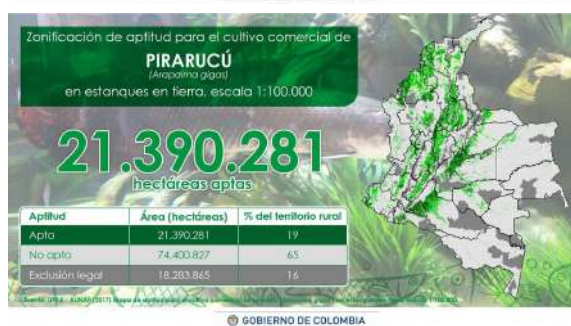 Zonificación de aptitud para el cultivo comercial de
PIRARUCÚ
(Arapaima gigas)
en estanques en tierra, escala 1:100.000
21.390.281
hectáreas aptas
Aptitud Área (hectáreas) % del territorio rural
Apto 21.390.281 19
No apta 74.400.827 65
Exclusión legal 18.283.865 16
GOBIERNO DE COLOMBIA